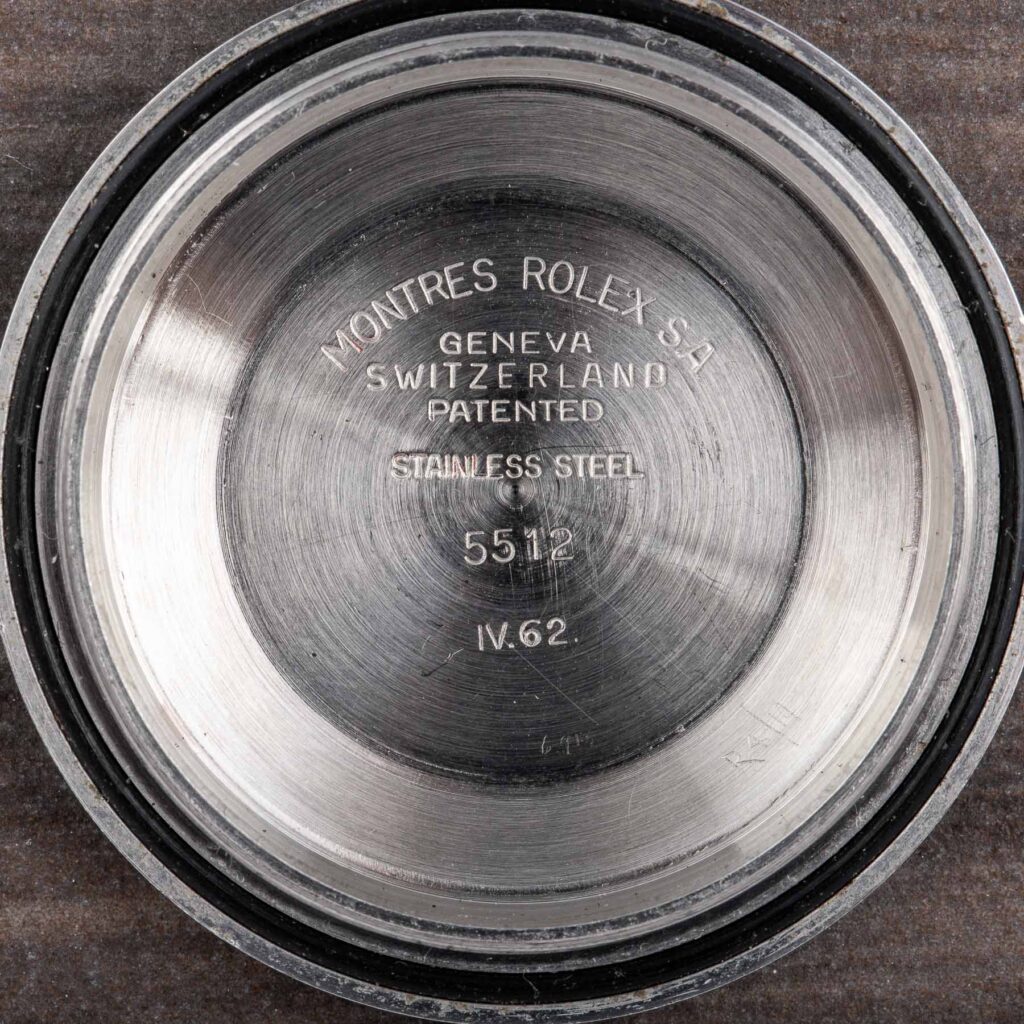 MONTRES ROLEX S.A
GENEVA
SWITZERLAND
PATENTED
STAINLESS STEEL
5512
IV.62.